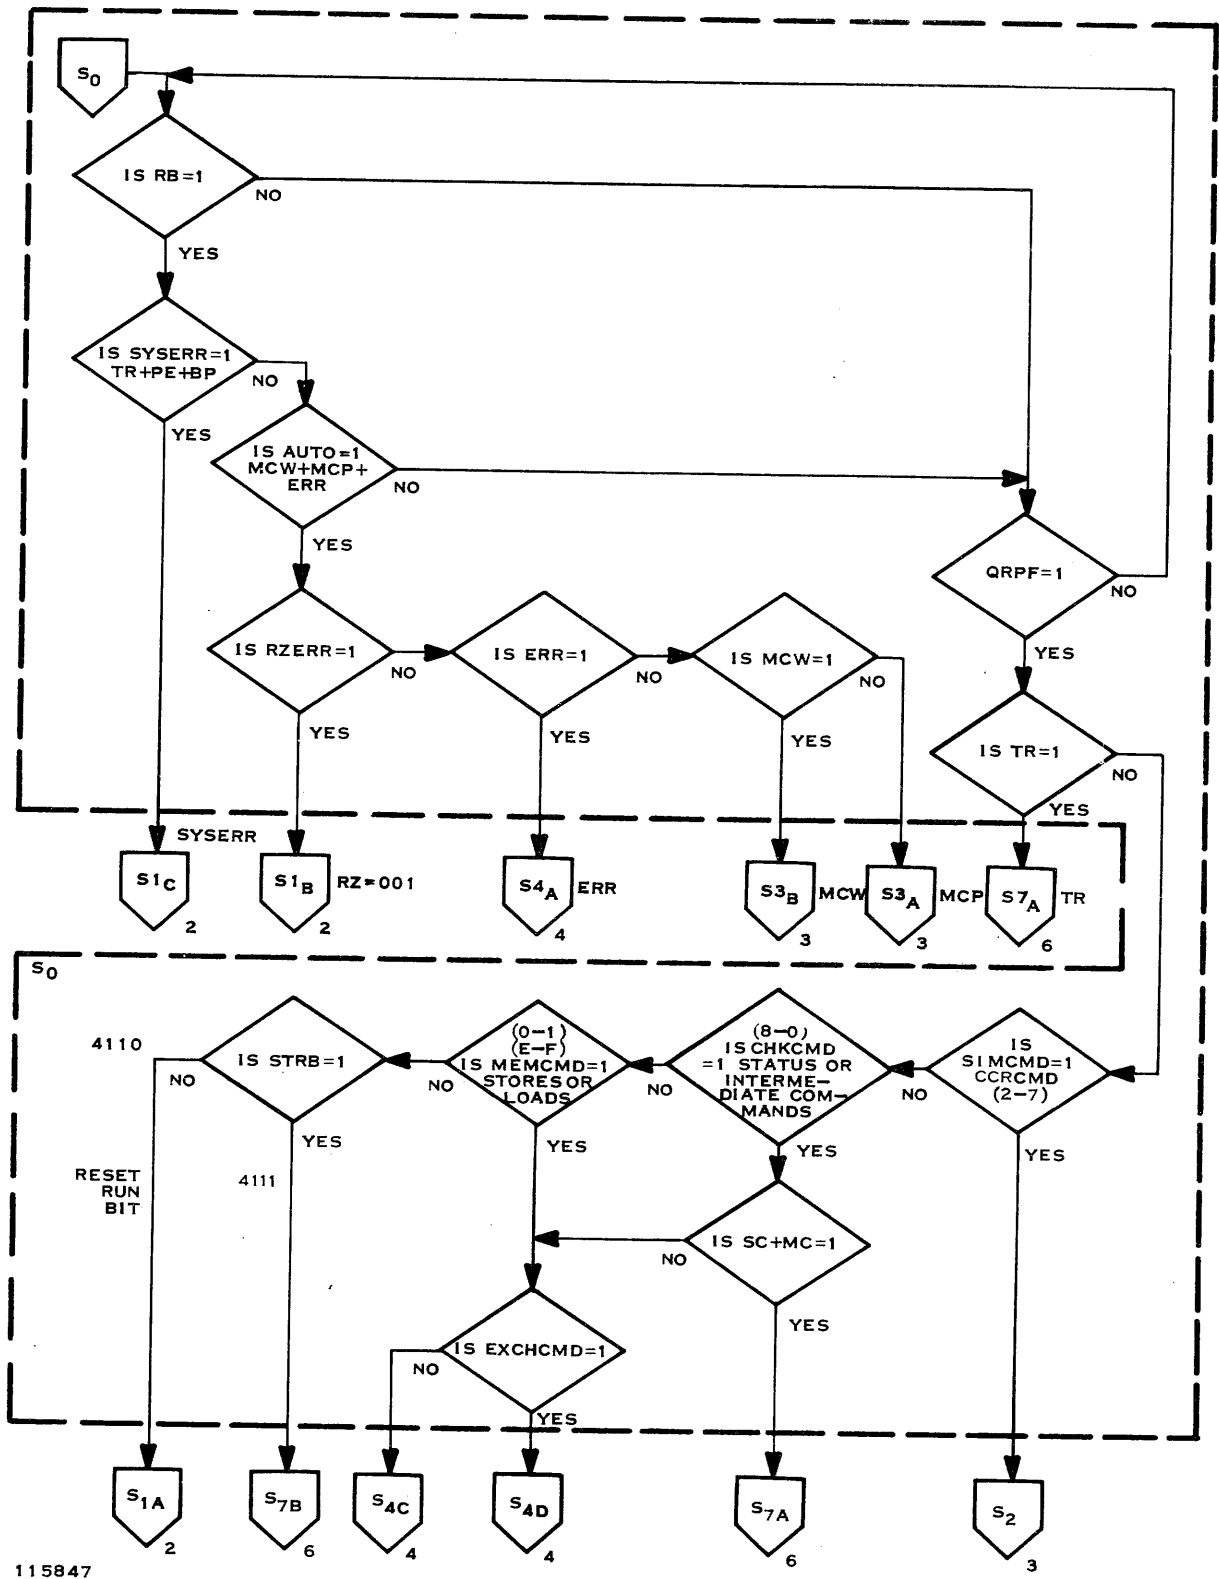 S0
IS RB=1
NO
YES
IS SYSERR=1
TR+PE+BP
NO
YES
IS AUTO=1
MCW+MCP+
ERR
NO
YES
QRPF=1
NO
YES
IS RZERR=1
NO
YES
IS ERR=1
NO
YES
IS MCW=1
NO
YES
IS TR=1
NO
YES
SYSERR
S1C
2
S1B
RZ=001
2
S4A
ERR
4
S3B
MCW
3
S3A
MCP
3
S7A
TR
6
S0
4110
IS STRB=1
NO
YES
4111
RESET
RUN
BIT
(0-1)
(E-F)
IS MEMCMD=1
STORES OR
LOADS
NO
YES
(8-0)
IS CHKCMD
=1 STATUS OR
INTERME-
DIATE COM-
MANDS
NO
YES
IS
SIMCMD=1
CCRCMD
(2-7)
NO
YES
IS SC+MC=1
NO
YES
IS EXCHCMD=1
NO
YES
S1A
2
S7B
6
S4C
4
S4D
4
S7A
6
S2
3
115847